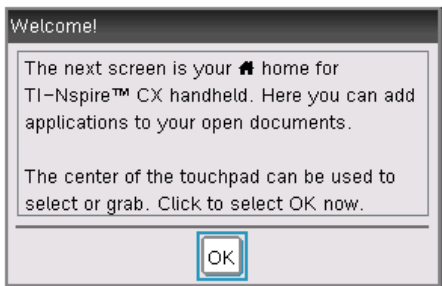 Welcome!
The next screen is your home for
TI-Nspire™ CX handheld. Here you can add
applications to your open documents.
The center of the touchpad can be used to
select or grab. Click to select OK now.
OK